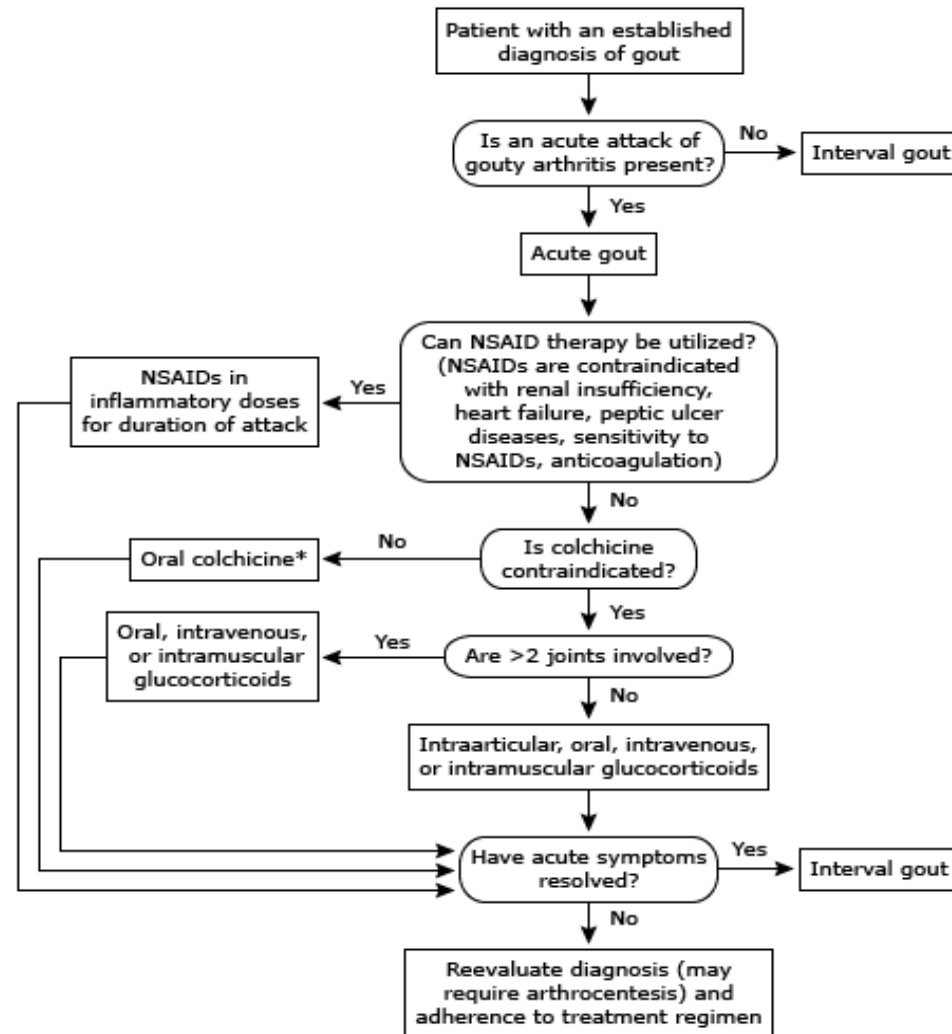 Patient with an established
diagnosis of gout
Is an acute attack of
gouty arthritis present?
No
Interval gout
Yes
Acute gout
Can NSAID therapy be utilized?
(NSAIDs are contraindicated
with renal insufficiency,
heart failure, peptic ulcer
diseases, sensitivity to
NSAIDs, anticoagulation)
Yes
NSAIDs in
inflammatory doses
for duration of attack
No
Is colchicine
contraindicated?
No
Oral colchicine*
Yes
Are >2 joints involved?
Yes
Oral, intravenous,
or intramuscular
glucocorticoids
No
Intraarticular, oral, intravenous,
or intramuscular glucocorticoids
Have acute symptoms
resolved?
Yes
Interval gout
No
Reevaluate diagnosis (may
require arthrocentesis) and
adherence to treatment regimen